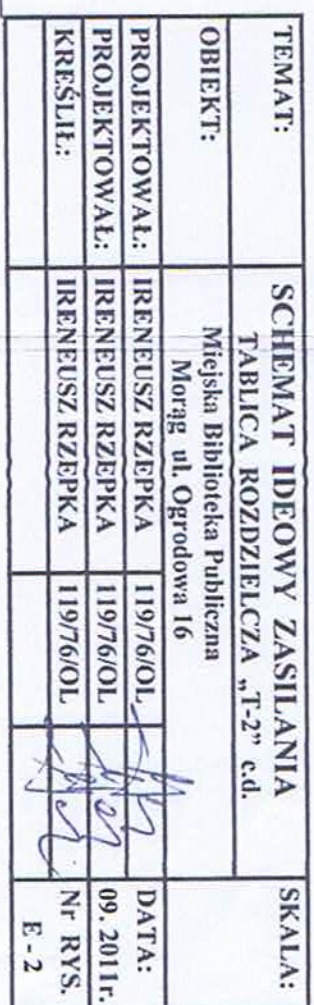 TEMAT:
SCHEMAT IDEOWY ZASILANIA
TABLICA ROZDZIELCZA „T-2” c.d.
SKALA:
OBIEKT:
Miejska Biblioteka Publiczna
Morąg ul. Ogrodowa 16
PROJEKTOWAŁ: IRENEUSZ RZEPKA 119/76/OL DATA:
PROJEKTOWAŁ: IRENEUSZ RZEPKA 119/76/OL 09. 2011r.
KREŚLIŁ: IRENEUSZ RZEPKA 119/76/OL Nr RYS.
E - 2